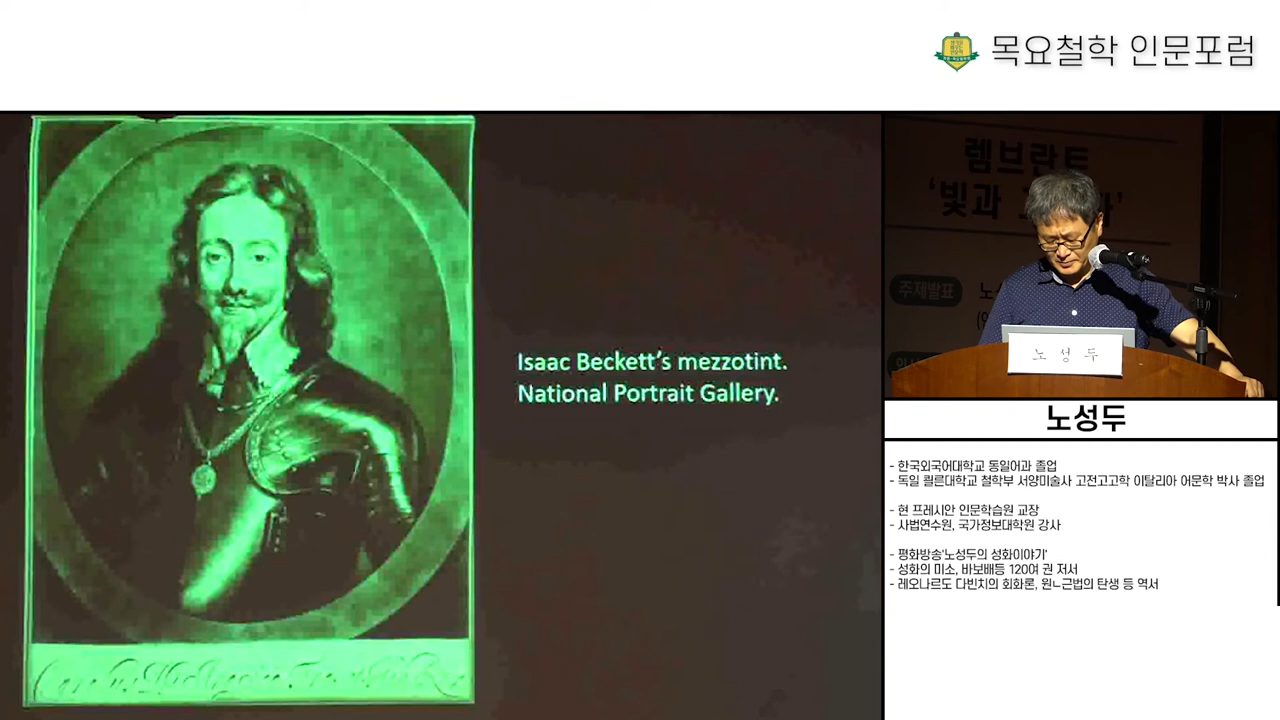 목요철학 인문포럼
Isaac Beckett's mezzotint.
National Portrait Gallery.
렘브란트
'빛과
주제발표
노성두
노성두
- 한국외국어대학교 독일어과 졸업
- 독일 쾰른대학교 철학부 서양미술사 고전고고학 이탈리아 어문학 박사 졸업
- 현 프레시안 인문학습원 교장
- 사법연수원, 국가정보대학원 강사
- 평화방송'노성두의 성화이야기'
- 성화의 미소, 바보배등 120여 권 저서
- 레오나르도 다빈치의 회화론, 원ㄴ근법의 탄생 등 역서